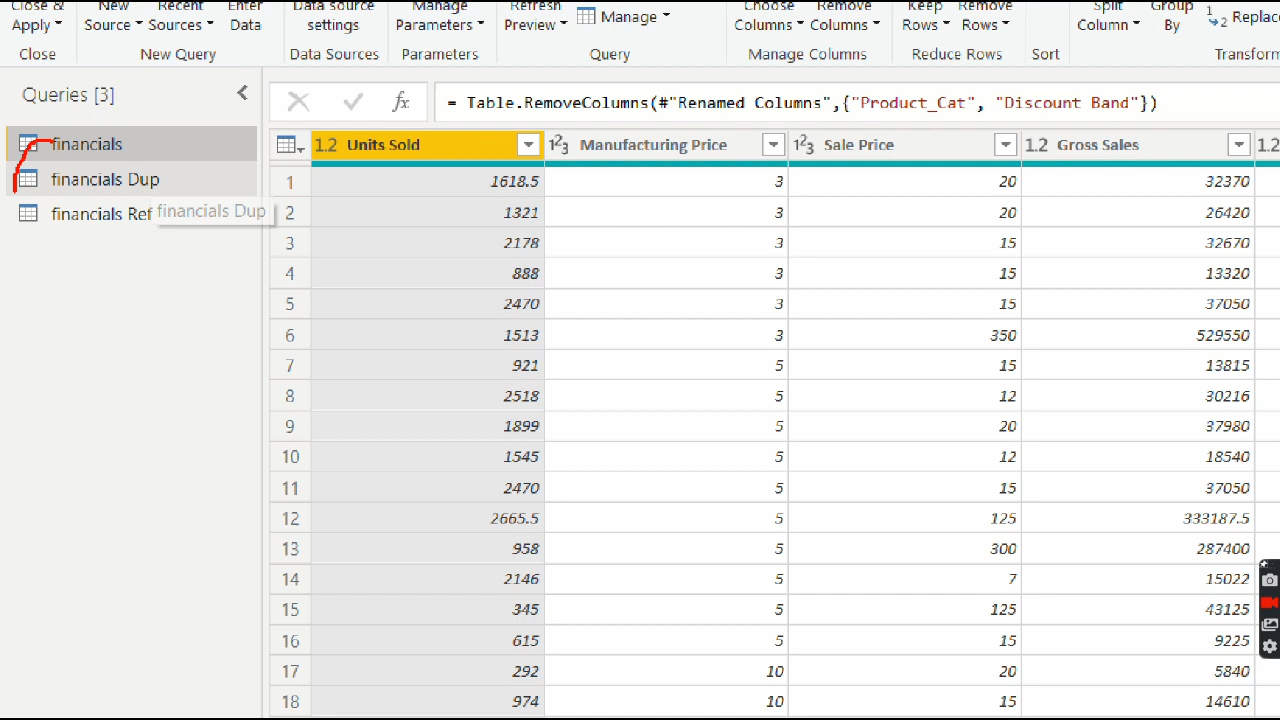 Close & New Recent Enter Data source Manage Refresh Choose Remove Keep Remove Split Group
Apply Source Sources Data settings Parameters Preview Manage Columns Columns Rows Rows Column By 1 2 Replac
Close New Query Data Sources Parameters Query Manage Columns Reduce Rows Sort Transform
Queries [3]
fx = Table.RemoveColumns(#"Renamed Columns",{"Product_Cat", "Discount Band"})
financials
financials Dup
financials Ref financials Dup
1.2 Units Sold 123 Manufacturing Price 123 Sale Price 1.2 Gross Sales 1.2
1 1618.5 3 20 32370
2 1321 3 20 26420
3 2178 3 15 32670
4 888 3 15 13320
5 2470 3 15 37050
6 1513 3 350 529550
7 921 5 15 13815
8 2518 5 12 30216
9 1899 5 20 37980
10 1545 5 12 18540
11 2470 5 15 37050
12 2665.5 5 125 333187.5
13 958 5 300 287400
14 2146 5 7 15022
15 345 5 125 43125
16 615 5 15 9225
17 292 10 20 5840
18 974 10 15 14610